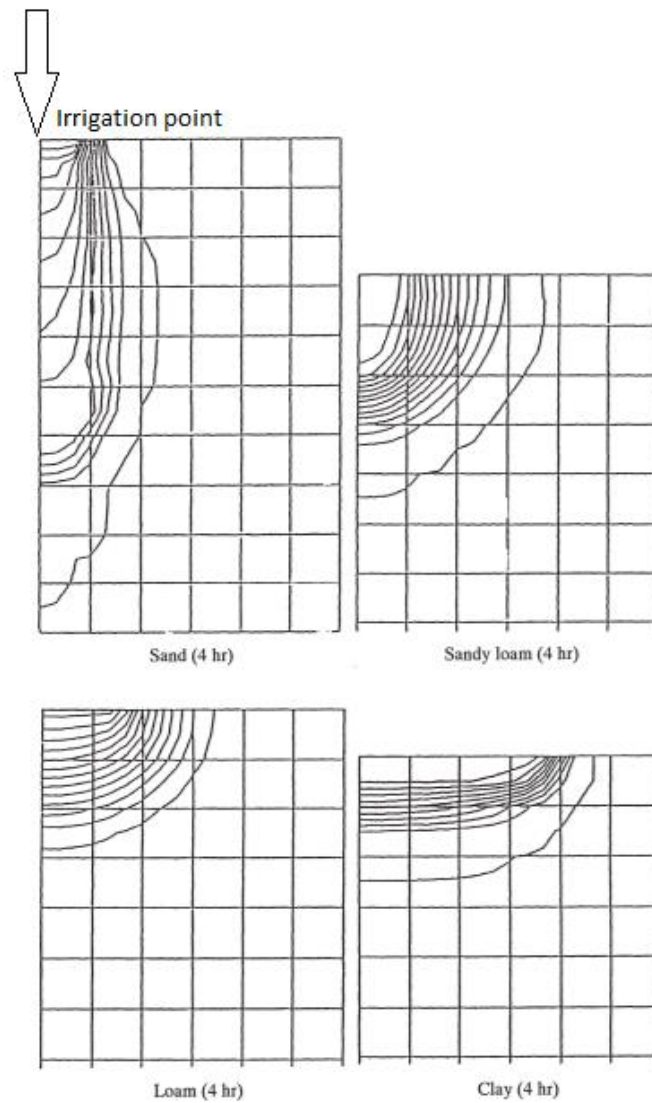 Irrigation point
Sand (4 hr)
Sandy loam (4 hr)
Loam (4 hr)
Clay (4 hr)